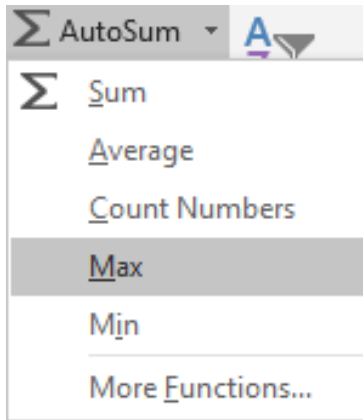 Σ AutoSum
A
Σ Sum
Average
Count Numbers
Max
Min
More Functions...